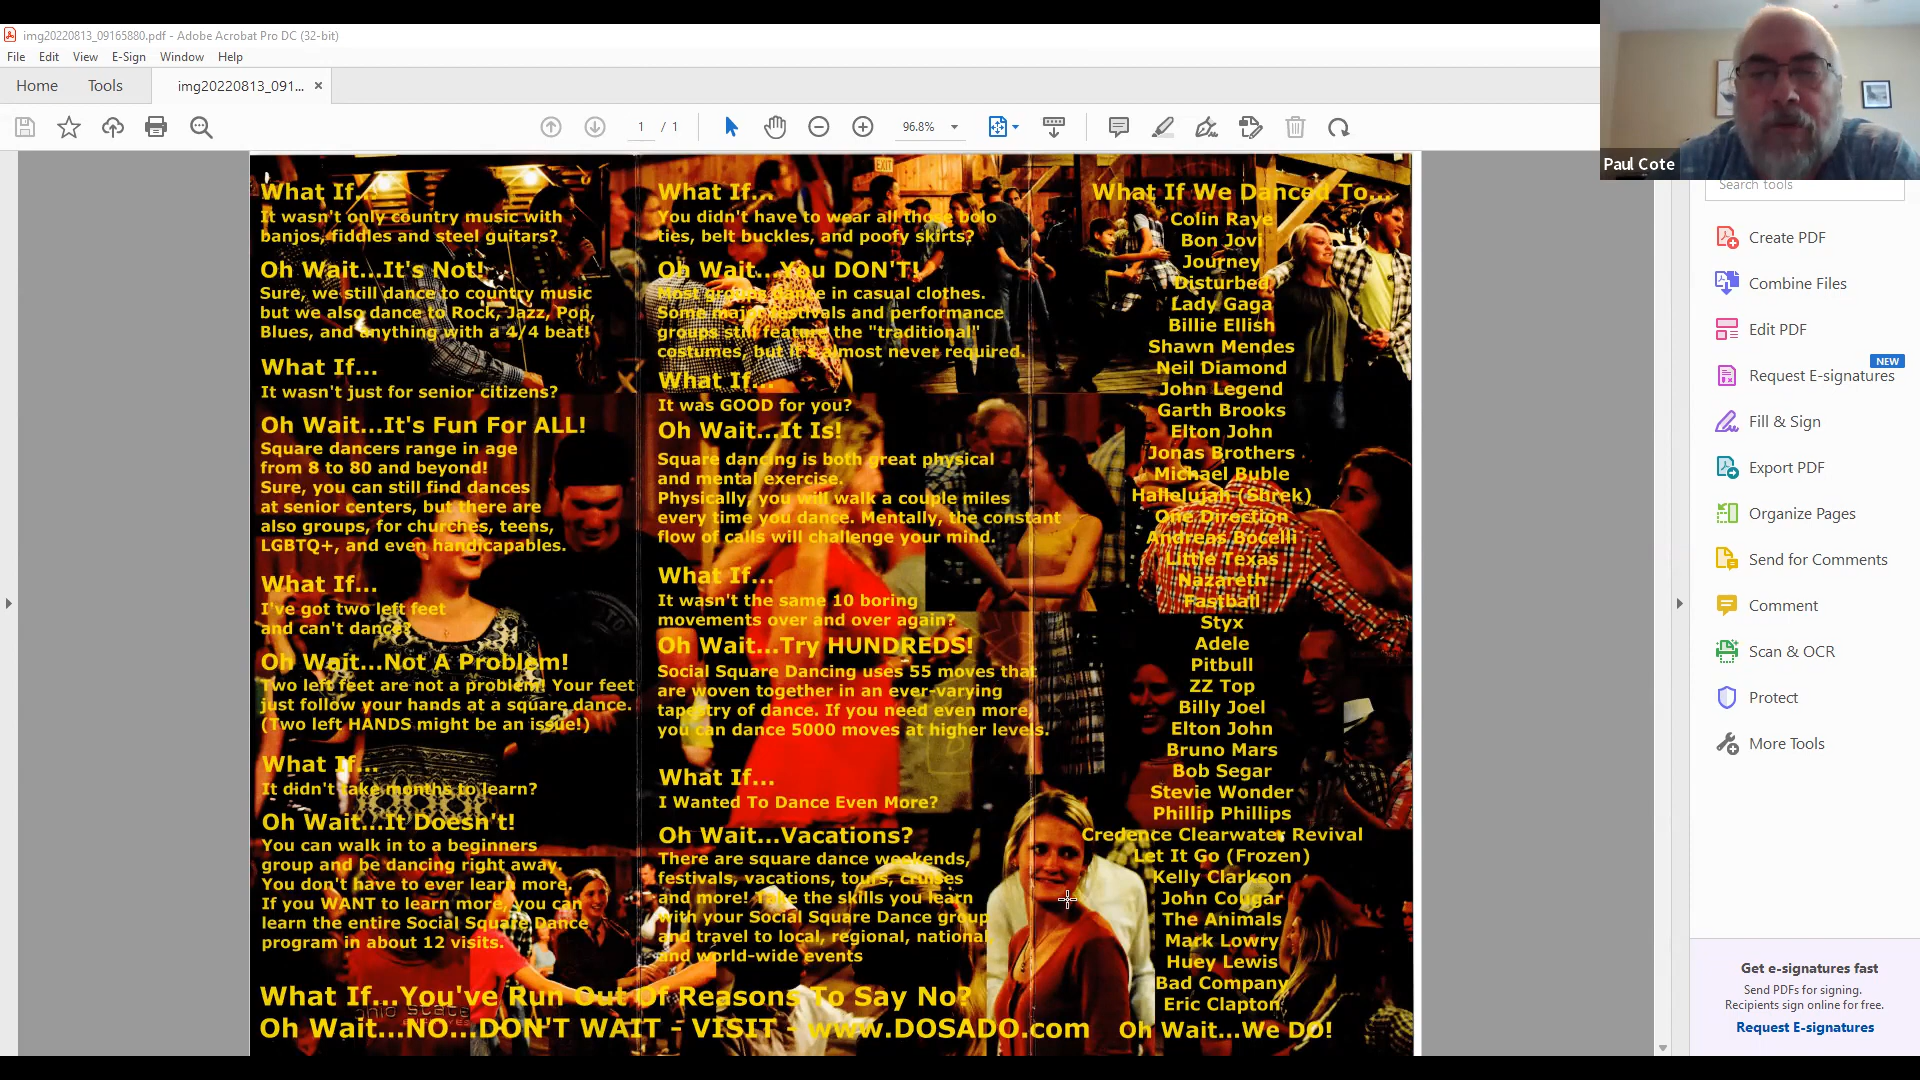 img20220813_09165880.pdf - Adobe Acrobat Pro DC (32-bit)
File Edit View E-Sign Window Help
Home Tools img20220813_091... ×
1 / 1 96.8%
Paul Cote
What If...
It wasn't only country music with
banjos, fiddles and steel guitars?
Oh Wait...It's Not!
Sure, we still dance to country music
but we also dance to Rock, Jazz, Pop,
Blues, and anything with a 4/4 beat!
What If...
It wasn't just for senior citizens?
Oh Wait...It's Fun For ALL!
Square dancers range in age
from 8 to 80 and beyond!
Sure, you can still find dances
at senior centers, but there are
also groups, for churches, teens,
LGBTQ+, and even handicapables.
What If...
I've got two left feet
and can't dance?
Oh Wait...Not A Problem!
Two left feet are not a problem! Your feet
just follow your hands at a square dance.
(Two left HANDS might be an issue!)
What If...
It didn't take months to learn?
Oh Wait...It Doesn't!
You can walk in to a beginners
group and be dancing right away.
You don't have to ever learn more.
If you WANT to learn more, you can
learn the entire Social Square Dance
program in about 12 visits.
What If...
You didn't have to wear all those bolo
ties, belt buckles, and poofy skirts?
Oh Wait...You DON'T!
Most groups dance in casual clothes.
Some major festivals and performance
groups still feature the "traditional"
costumes, but it's almost never required.
What If...
It was GOOD for you?
Oh Wait...It Is!
Square dancing is both great physical
and mental exercise.
Physically, you will walk a couple miles
every time you dance. Mentally, the constant
flow of calls will challenge your mind.
What If...
It wasn't the same 10 boring
movements over and over again?
Oh Wait...Try HUNDREDS!
Social Square Dancing uses 55 moves that
are woven together in an ever-varying
tapestry of dance. If you need even more,
you can dance 5000 moves at higher levels.
What If...
I Wanted To Dance Even More?
Oh Wait...Vacations?
There are square dance weekends,
festivals, vacations, tours, cruises
and more! Take the skills you learn
with your Social Square Dance group
and travel to local, regional, national
and world-wide events
What If We Danced To...
Colin Raye
Bon Jovi
Journey
Disturbed
Lady Gaga
Billie Ellish
Shawn Mendes
Neil Diamond
John Legend
Garth Brooks
Elton John
Jonas Brothers
Michael Buble
Hallelujah (Shrek)
One Direction
Andreas Bocelli
Little Texas
Nazareth
Fastball
Styx
Adele
Pitbull
ZZ Top
Billy Joel
Elton John
Bruno Mars
Bob Segar
Stevie Wonder
Phillip Phillips
Credence Clearwater Revival
Let It Go (Frozen)
Kelly Clarkson
John Cougar
The Animals
Mark Lowry
Huey Lewis
Bad Company
Eric Clapton
What If...You've Run Out Of Reasons To Say No?
Oh Wait...NO...DON'T WAIT - VISIT - www.DOSADO.com Oh Wait...We DO!
EXIT
Ohio State
Search tools
Create PDF
Combine Files
Edit PDF
NEW
Request E-signatures
Fill & Sign
Export PDF
Organize Pages
Send for Comments
Comment
Scan & OCR
Protect
More Tools
Get e-signatures fast
Send PDFs for signing.
Recipients sign online for free.
Request E-signatures